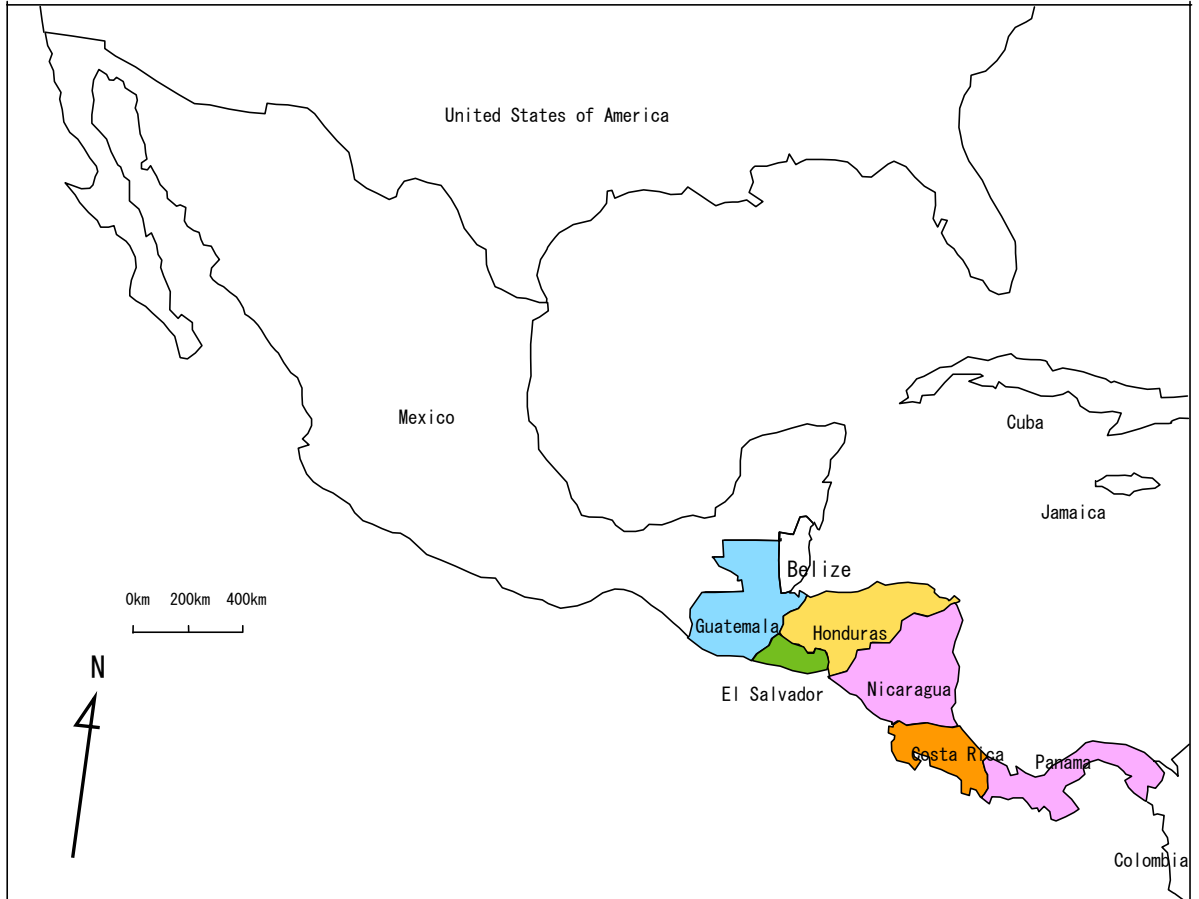 United States of America
Mexico
Cuba
Jamaica
Belize
0km 200km 400km
Guatemala
Honduras
N
Nicaragua
El Salvador
Costa Rica
Panama
Colombia